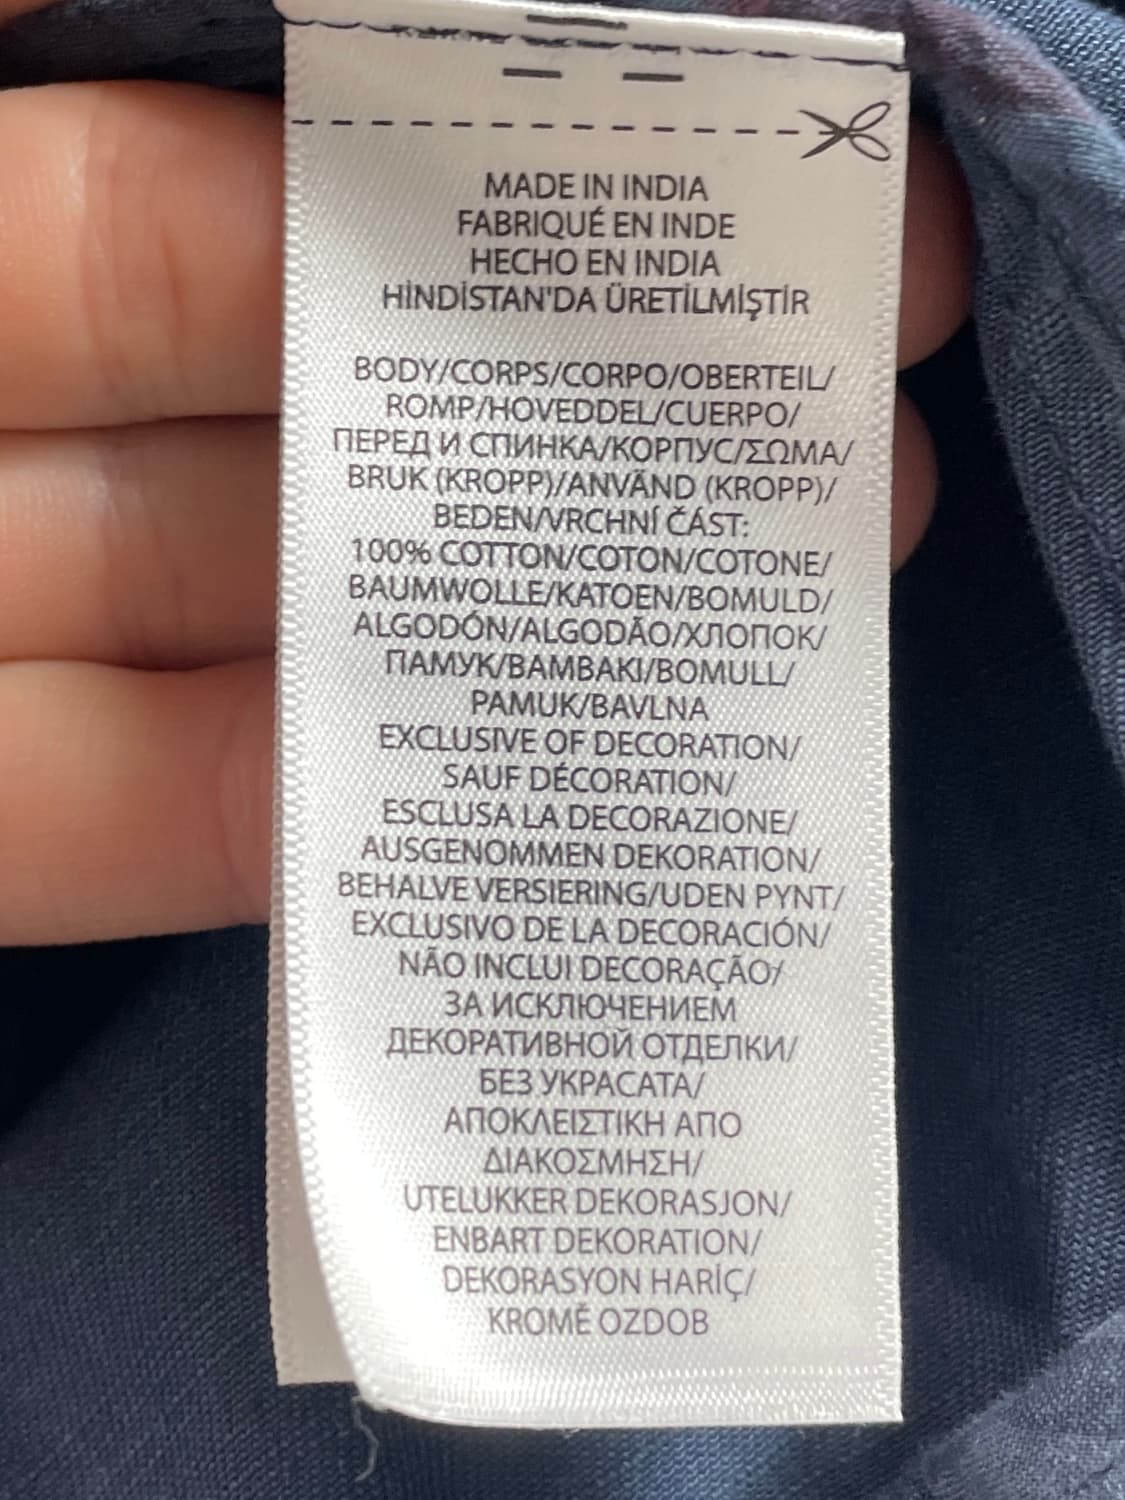 MADE IN INDIA
FABRIQUÉ EN INDE
HECHO EN INDIA
HİNDİSTAN'DA ÜRETİLMİŞTİR
BODY/CORPS/CORPO/OBERTEIL/
ROMP/HOVEDDEL/CUERPO/
ПЕРЕД И СПИНКА/КОРПУС/ΣΩΜΑ/
BRUK (KROPP)/ANVÄND (KROPP)/
BEDEN/VRCHNÍ ČÁST:
100% COTTON/COTON/COTONE/
BAUMWOLLE/KATOEN/BOMULD/
ALGODÓN/ALGODÃO/ХЛОПОК/
ПАМУК/ΒΑΜΒΑΚΙ/BOMULL/
PAMUK/BAVLNA
EXCLUSIVE OF DECORATION/
SAUF DÉCORATION/
ESCLUSA LA DECORAZIONE/
AUSGENOMMEN DEKORATION/
BEHALVE VERSIERING/UDEN PYNT/
EXCLUSIVO DE LA DECORACIÓN/
NÃO INCLUI DECORAÇÃO/
ЗА ИСКЛЮЧЕНИЕМ
ДЕКОРАТИВНОЙ ОТДЕЛКИ/
БЕЗ УКРАСАТА/
ΑΠΟΚΛΕΙΣΤΙΚΗ ΑΠΟ
ΔΙΑΚΟΣΜΗΣΗ/
UTELUKKER DEKORASJON/
ENBART DEKORATION/
DEKORASYON HARİÇ/
KROMĚ OZDOB